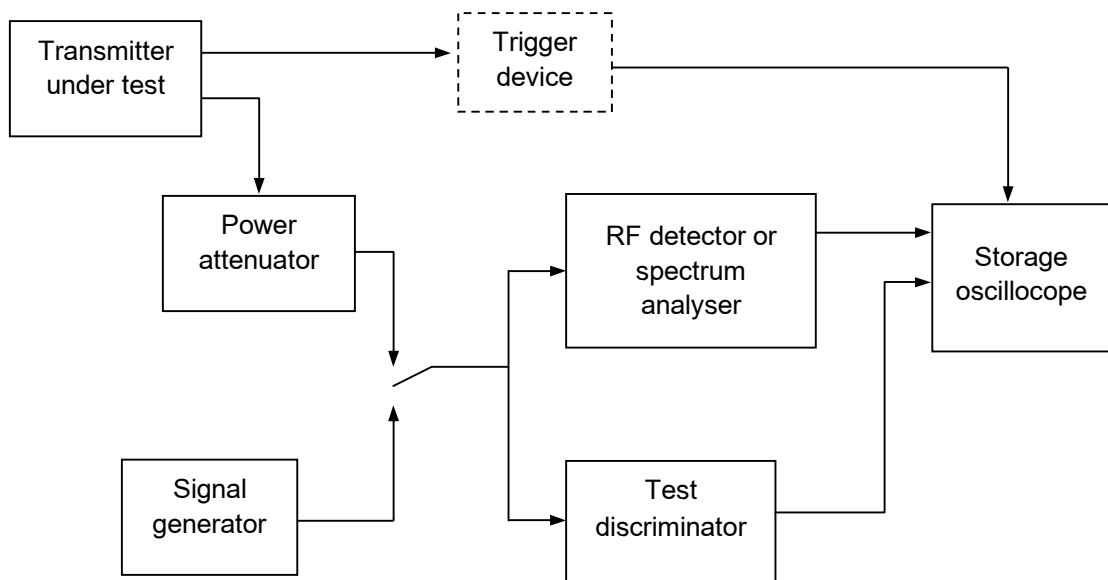 Transmitter
under test
Trigger
device
Power
attenuator
RF detector or
spectrum
analyser
Storage
oscillocope
Signal
generator
Test
discriminator